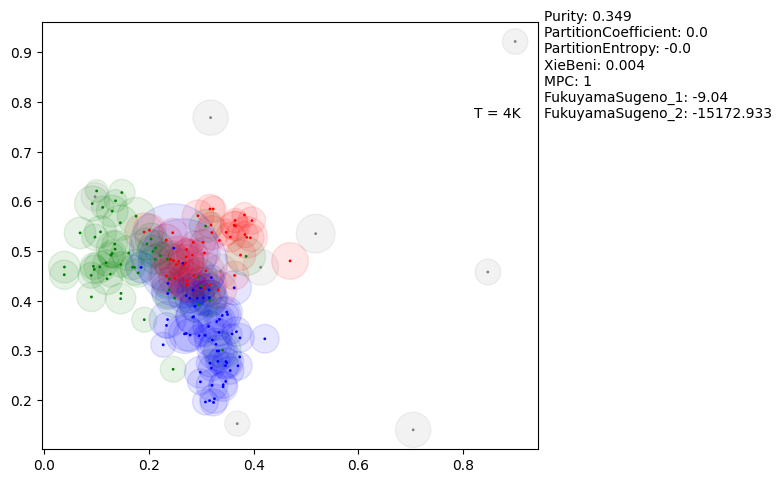 Purity: 0.349
PartitionCoefficient: 0.0
PartitionEntropy: -0.0
XieBeni: 0.004
MPC: 1
FukuyamaSugeno_1: -9.04
FukuyamaSugeno_2: -15172.933
T = 4K
0.9
0.8
0.7
0.6
0.5
0.4
0.3
0.2
0.0 0.2 0.4 0.6 0.8